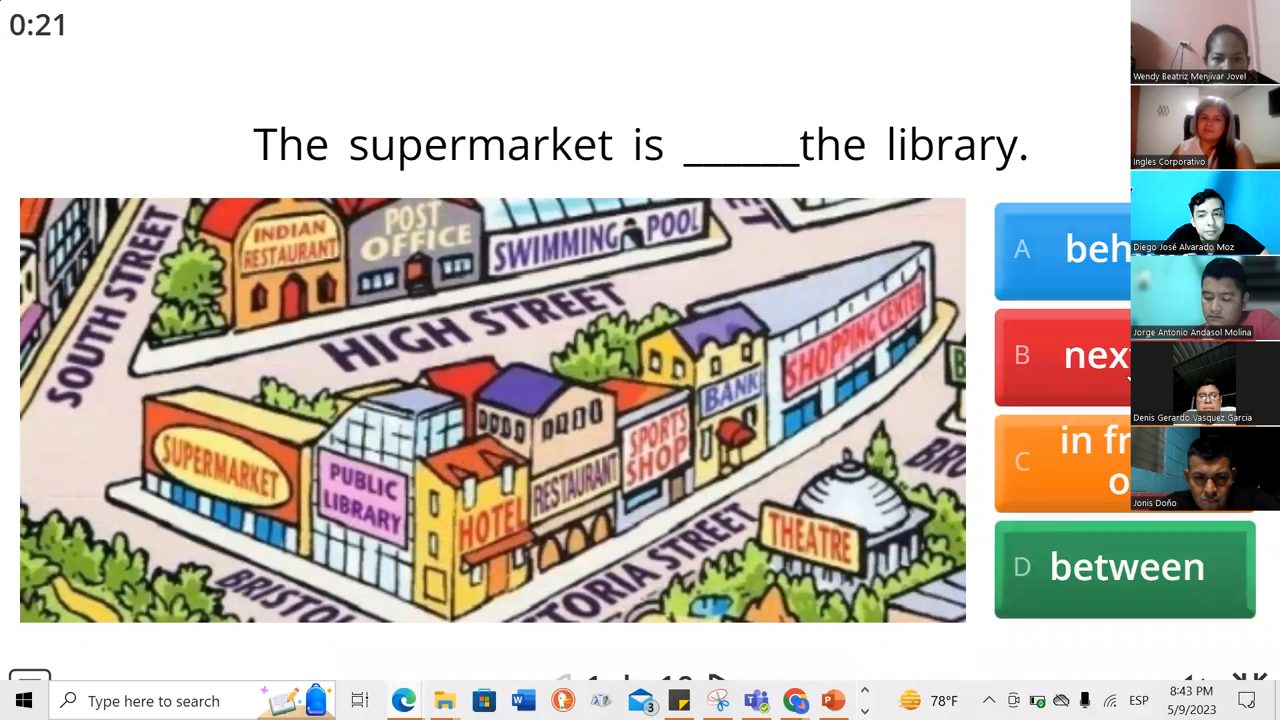 0:21
The supermarket is ______the library.
INDIAN
RESTAURANT
POST
OFFICE
SWIMMING POOL
SOUTH STREET
HIGH STREET
SUPERMARKET
PUBLIC
LIBRARY
HOTEL
RESTAURANT
SPORTS
SHOP
BANK
SHOPPING CENTER
THEATRE
A
B
C
D between
Wendy Beatriz Menjivar Jovel
Ingles Corporativo
Diego José Alvarado Moz
Jorge Antonio Andasol Molina
Denis Gerardo Vasquez Garcia
Jonis Doño
Type here to search
3
78°F
ESP
8:43 PM
5/9/2023